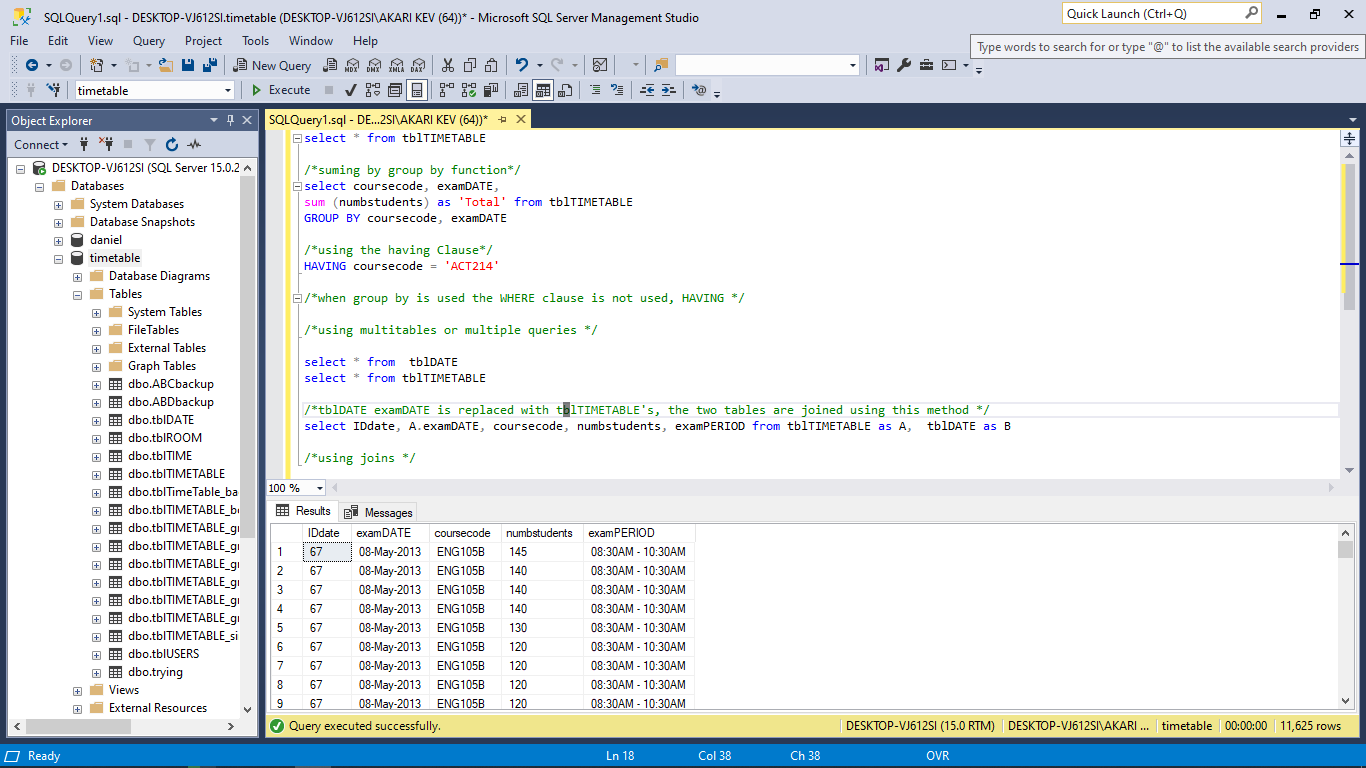 SQLQuery1.sql - DESKTOP-VJ612SI.timetable (DESKTOP-VJ612SI\AKARI KEV (64))* - Microsoft SQL Server Management Studio
Quick Launch (Ctrl+Q)
File Edit View Query Project Tools Window Help
Type words to search for or type "@" to list the available search providers
New Query MDX DMX XMLA DAX
timetable Execute
Object Explorer
SQLQuery1.sql - DE...2SI\AKARI KEV (64))*
Connect
DESKTOP-VJ612SI (SQL Server 15.0.2
Databases
System Databases
Database Snapshots
daniel
timetable
Database Diagrams
Tables
System Tables
FileTables
External Tables
Graph Tables
dbo.ABCbackup
dbo.ABDbackup
dbo.tblDATE
dbo.tblROOM
dbo.tblTIME
dbo.tblTIMETABLE
dbo.tblTimeTable_ba
dbo.tblTIMETABLE_be
dbo.tblTIMETABLE_gr
dbo.tblTIMETABLE_gr
dbo.tblTIMETABLE_gr
dbo.tblTIMETABLE_gr
dbo.tblTIMETABLE_gr
dbo.tblTIMETABLE_si
dbo.tblUSERS
dbo.trying
Views
External Resources
select * from tblTIMETABLE
/*suming by group by function*/
select coursecode, examDATE,
sum (numbstudents) as 'Total' from tblTIMETABLE
GROUP BY coursecode, examDATE
/*using the having Clause*/
HAVING coursecode = 'ACT214'
/*when group by is used the WHERE clause is not used, HAVING */
/*using multitables or multiple queries */
select * from  tblDATE
select * from tblTIMETABLE
/*tblDATE examDATE is replaced with tblTIMETABLE's, the two tables are joined using this method */
select IDdate, A.examDATE, coursecode, numbstudents, examPERIOD from tblTIMETABLE as A,  tblDATE as B
/*using joins */
100 %
Results Messages
IDdate examDATE coursecode numbstudents examPERIOD
1 67 08-May-2013 ENG105B 145 08:30AM - 10:30AM
2 67 08-May-2013 ENG105B 140 08:30AM - 10:30AM
3 67 08-May-2013 ENG105B 140 08:30AM - 10:30AM
4 67 08-May-2013 ENG105B 140 08:30AM - 10:30AM
5 67 08-May-2013 ENG105B 130 08:30AM - 10:30AM
6 67 08-May-2013 ENG105B 120 08:30AM - 10:30AM
7 67 08-May-2013 ENG105B 120 08:30AM - 10:30AM
8 67 08-May-2013 ENG105B 120 08:30AM - 10:30AM
9 67 08-May-2013 ENG105B 120 08:30AM - 10:30AM
Query executed successfully. DESKTOP-VJ612SI (15.0 RTM) DESKTOP-VJ612SI\AKARI ... timetable 00:00:00 11,625 rows
Ready Ln 18 Col 38 Ch 38 OVR